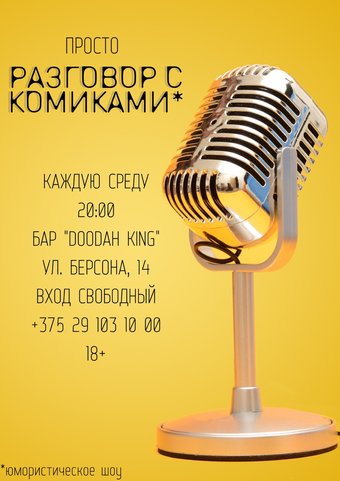 ПРОСТО
РАЗГОВОР С
КОМИКАМИ*
КАЖДУЮ СРЕДУ
20:00
БАР "DOODAH KING"
УЛ. БЕРСОНА, 14
ВХОД СВОБОДНЫЙ
+375 29 103 10 00
18+
*юмористическое шоу